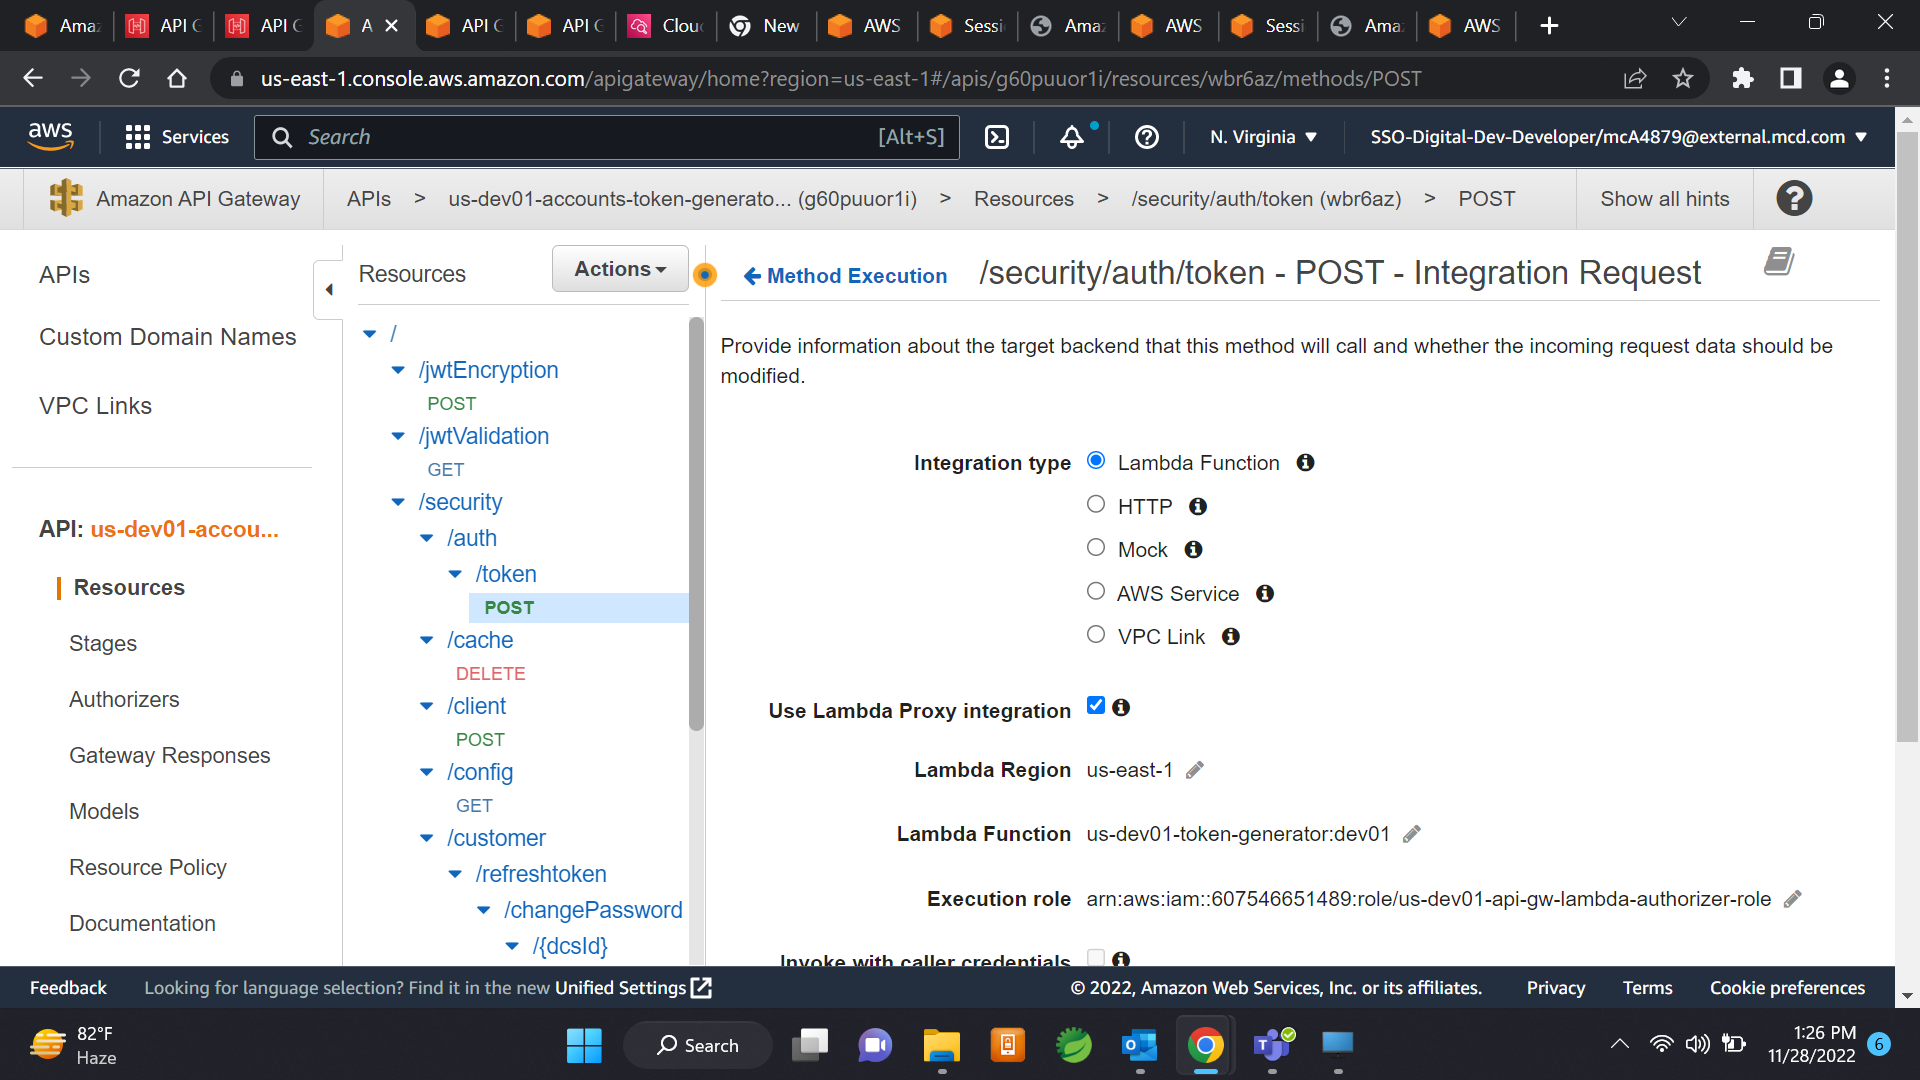 Ama
API G
API G
A
API G
API G
Clou
New
AWS
Sessi
Ama
AWS
Sessi
Ama
AWS
us-east-1.console.aws.amazon.com/apigateway/home?region=us-east-1#/apis/g60puuor1i/resources/wbr6az/methods/POST
aws
Services
Search
[Alt+S]
N. Virginia
SSO-Digital-Dev-Developer/mcA4879@external.mcd.com
Amazon API Gateway
APIs > us-dev01-accounts-token-generato... (g60puuor1i) > Resources > /security/auth/token (wbr6az) > POST
Show all hints
APIs
Custom Domain Names
VPC Links
API: us-dev01-accou...
Resources
Stages
Authorizers
Gateway Responses
Models
Resource Policy
Documentation
Resources
Actions
/
/jwtEncryption
POST
/jwtValidation
GET
/security
/auth
/token
POST
/cache
DELETE
/client
POST
/config
GET
/customer
/refreshtoken
/changePassword
/{dcsId}
Method Execution
/security/auth/token - POST - Integration Request
Provide information about the target backend that this method will call and whether the incoming request data should be
modified.
Integration type
Lambda Function
HTTP
Mock
AWS Service
VPC Link
Use Lambda Proxy integration
Lambda Region us-east-1
Lambda Function us-dev01-token-generator:dev01
Execution role arn:aws:iam::607546651489:role/us-dev01-api-gw-lambda-authorizer-role
Invoke with caller credentials
Feedback
Looking for language selection? Find it in the new Unified Settings
© 2022, Amazon Web Services, Inc. or its affiliates.
Privacy
Terms
Cookie preferences
82°F
Haze
Search
1:26 PM
11/28/2022
6